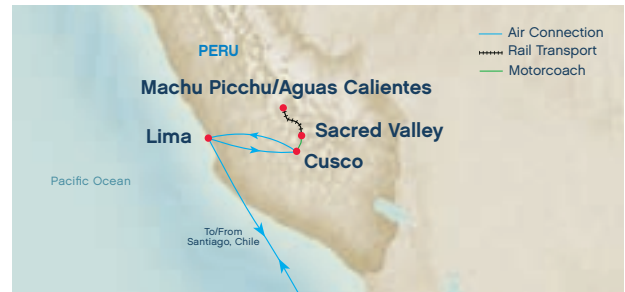 PERU
Air Connection
Rail Transport
Motorcoach
Machu Picchu/Aguas Calientes
Lima
Sacred Valley
Cusco
Pacific Ocean
To/From
Santiago, Chile